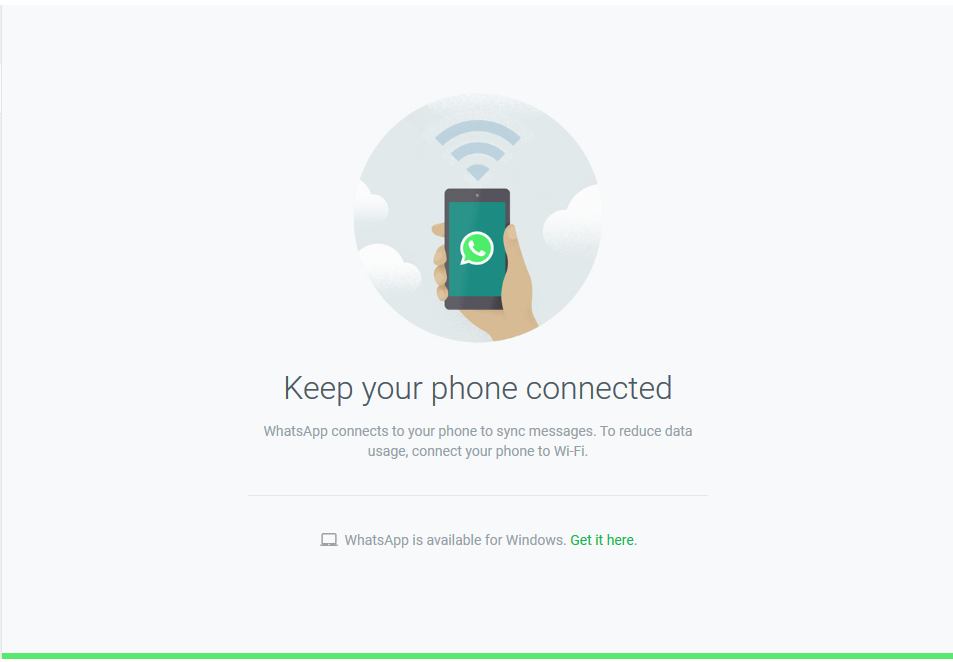 Keep your phone connected
WhatsApp connects to your phone to sync messages. To reduce data
usage, connect your phone to Wi-Fi.
WhatsApp is available for Windows. Get it here.